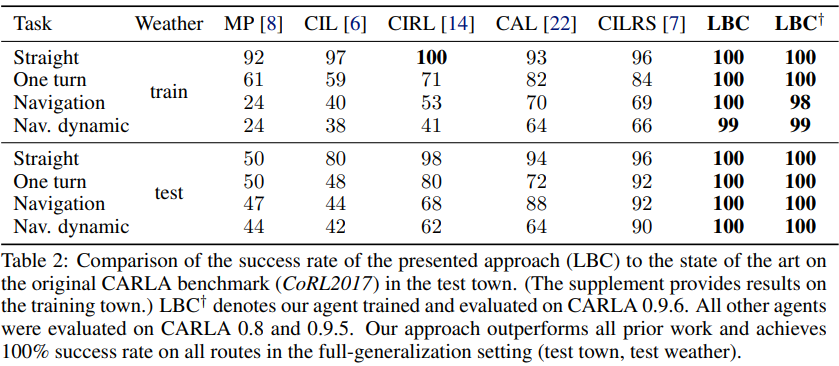 Task Weather MP [8] CIL [6] CIRL [14] CAL [22] CILRS [7] LBC LBC†
Straight 92 97 100 93 96 100 100
One turn 61 59 71 82 84 100 100
train
Navigation 24 40 53 70 69 100 98
Nav. dynamic 24 38 41 64 66 99 99
Straight 50 80 98 94 96 100 100
One turn 50 48 80 72 92 100 100
test
Navigation 47 44 68 88 92 100 100
Nav. dynamic 44 42 62 64 90 100 100
Table 2: Comparison of the success rate of the presented approach (LBC) to the state of the art on
the original CARLA benchmark (CoRL2017) in the test town. (The supplement provides results on
the training town.) LBC† denotes our agent trained and evaluated on CARLA 0.9.6. All other agents
were evaluated on CARLA 0.8 and 0.9.5. Our approach outperforms all prior work and achieves
100% success rate on all routes in the full-generalization setting (test town, test weather).